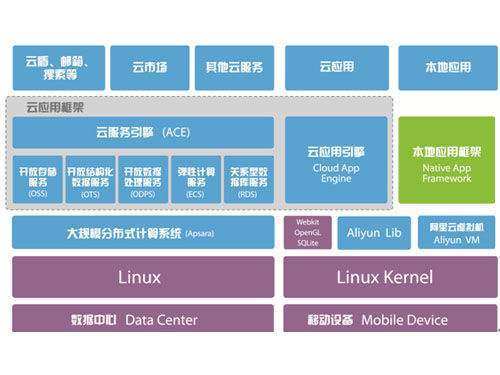 云盾、邮箱、
搜索等
云市场
其他云服务
云应用
本地应用
云应用框架
云服务引擎 (ACE)
开放存储
服务
(OSS)
开放结构化
数据服务
(OTS)
开放数据
处理服务
(ODPS)
弹性计算
服务
(ECS)
关系型数
据库服务
(RDS)
云应用引擎
Cloud App
Engine
本地应用框架
Native App
Framework
大规模分布式计算系统 (Apsara)
Webkit
OpenGL
SQLite
Aliyun Lib
阿里云虚拟机
Aliyun VM
Linux
Linux Kernel
数据中心 Data Center
移动设备 Mobile Device